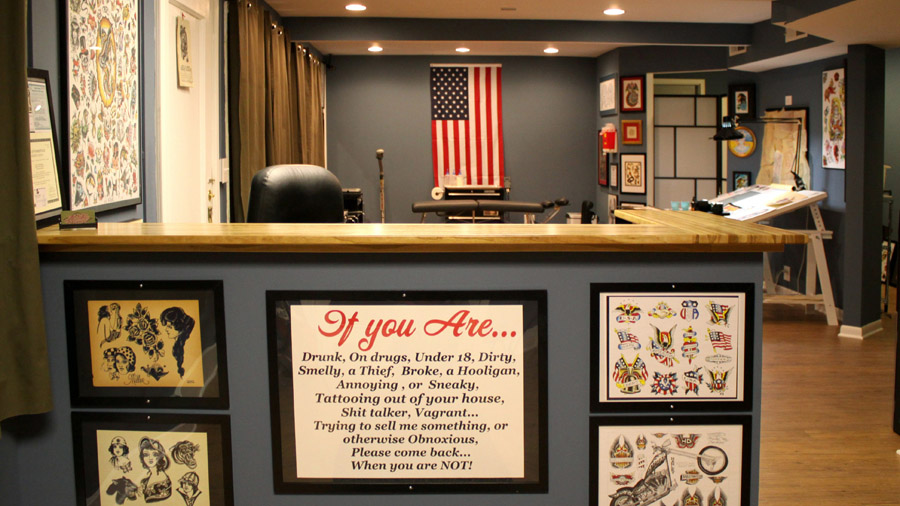 If you Are...
Drunk, On drugs, Under 18, Dirty,
Smelly, a Thief, Broke, a Hooligan,
Annoying , or Sneaky,
Tattooing out of your house,
Shit talker, Vagrant...
Trying to sell me something, or
otherwise Obnoxious,
Please come back...
When you are NOT!